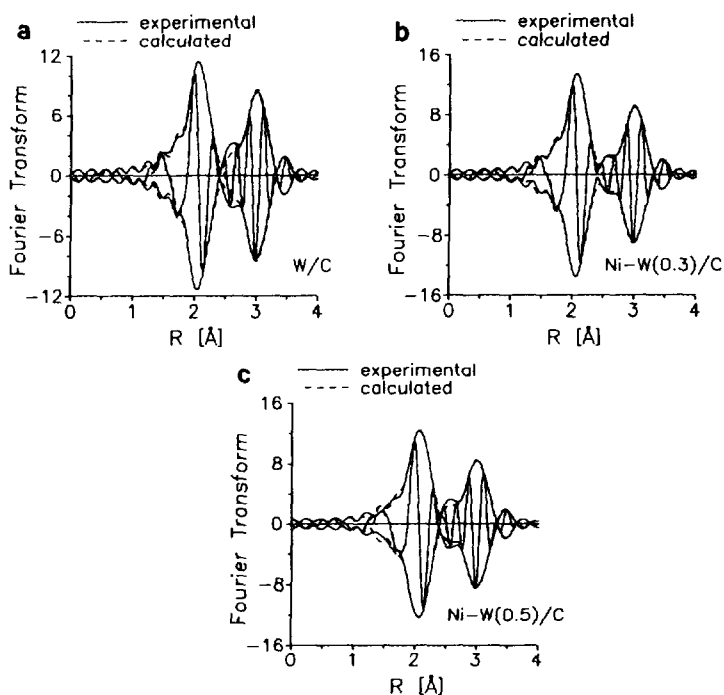 a
experimental
calculated
12
6
0
-6
-12
Fourier Transform
W/C
0 1 2 3 4
R [Å]
b
experimental
calculated
16
8
0
-8
-16
Fourier Transform
Ni-W(0.3)/C
0 1 2 3 4
R [Å]
c
experimental
calculated
16
8
0
-8
-16
Fourier Transform
Ni-W(0.5)/C
0 1 2 3 4
R [Å]